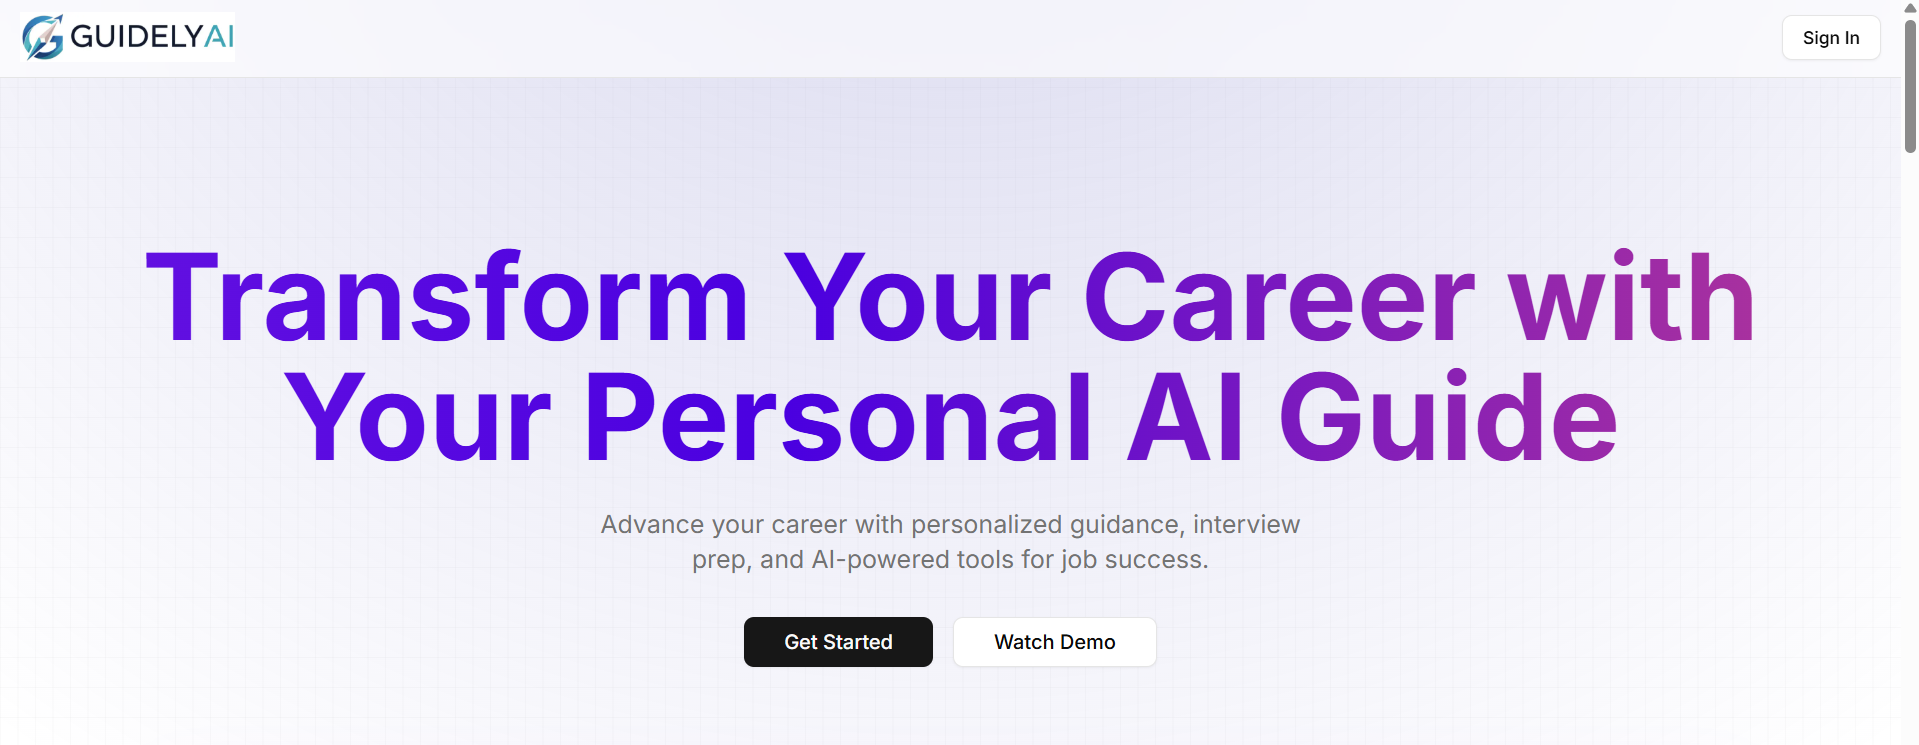 GUIDELYAI
Sign In
Transform Your Career with
Your Personal AI Guide
Advance your career with personalized guidance, interview
prep, and AI-powered tools for job success.
Get Started
Watch Demo